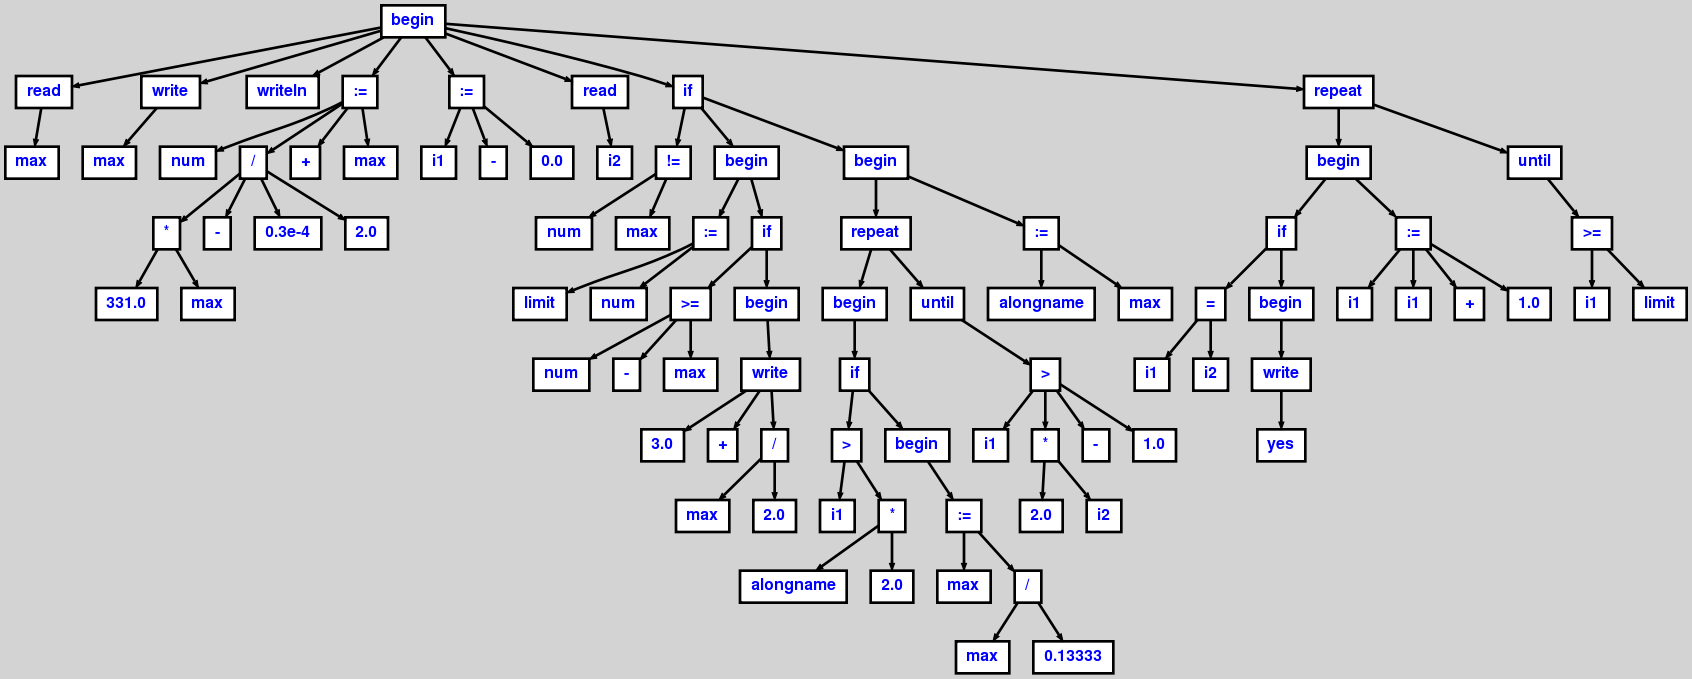 begin
read write writeln := := read if repeat
max max num / + max i1 - 0.0 i2 != begin begin begin until
* - 0.3e-4 2.0 num max := if repeat := if := >=
331.0 max limit num >= begin begin until alongname max = begin i1 i1 + 1.0 i1 limit
num - max write if > i1 i2 write
3.0 + / > begin i1 * - 1.0 yes
max 2.0 i1 * := 2.0 i2
alongname 2.0 max /
max 0.13333